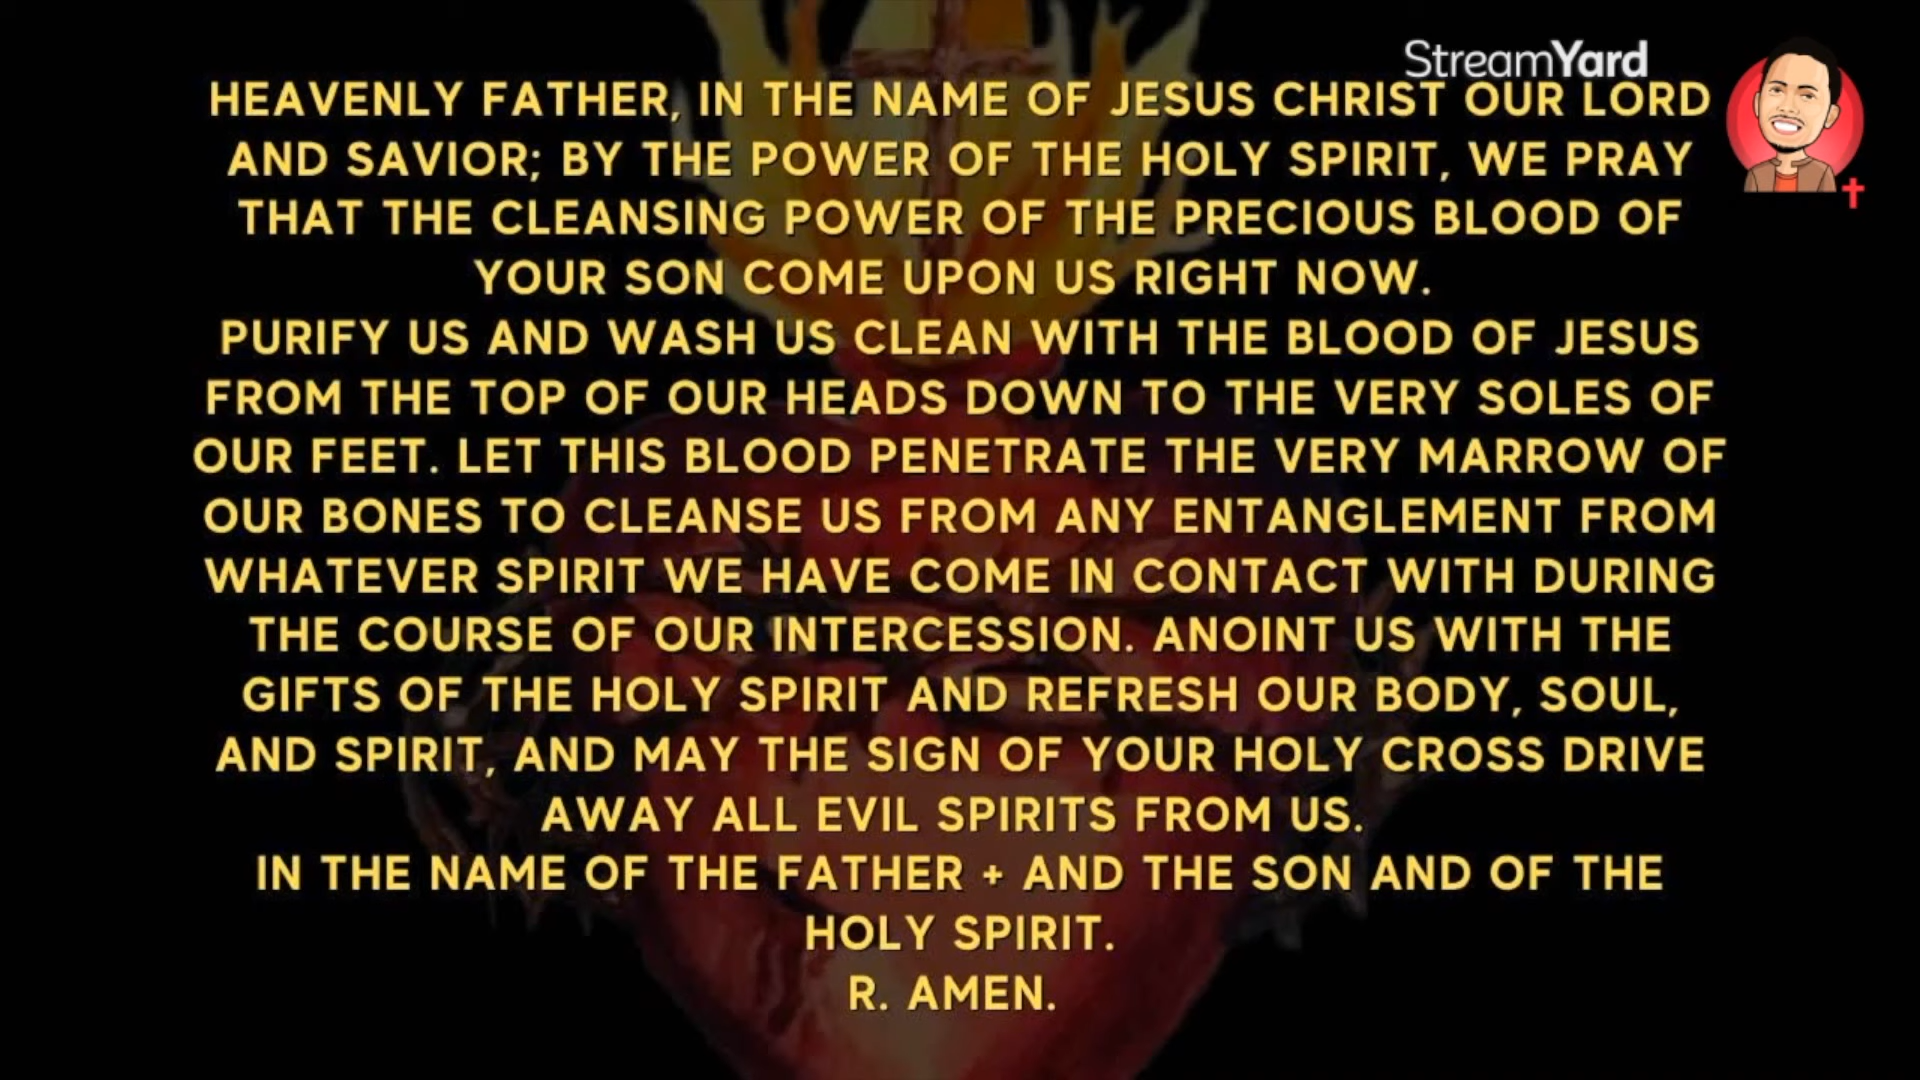 StreamYard
HEAVENLY FATHER, IN THE NAME OF JESUS CHRIST OUR LORD
AND SAVIOR; BY THE POWER OF THE HOLY SPIRIT, WE PRAY
THAT THE CLEANSING POWER OF THE PRECIOUS BLOOD OF
YOUR SON COME UPON US RIGHT NOW.
PURIFY US AND WASH US CLEAN WITH THE BLOOD OF JESUS
FROM THE TOP OF OUR HEADS DOWN TO THE VERY SOLES OF
OUR FEET. LET THIS BLOOD PENETRATE THE VERY MARROW OF
OUR BONES TO CLEANSE US FROM ANY ENTANGLEMENT FROM
WHATEVER SPIRIT WE HAVE COME IN CONTACT WITH DURING
THE COURSE OF OUR INTERCESSION. ANOINT US WITH THE
GIFTS OF THE HOLY SPIRIT AND REFRESH OUR BODY, SOUL,
AND SPIRIT, AND MAY THE SIGN OF YOUR HOLY CROSS DRIVE
AWAY ALL EVIL SPIRITS FROM US.
IN THE NAME OF THE FATHER + AND THE SON AND OF THE
HOLY SPIRIT.
R. AMEN.